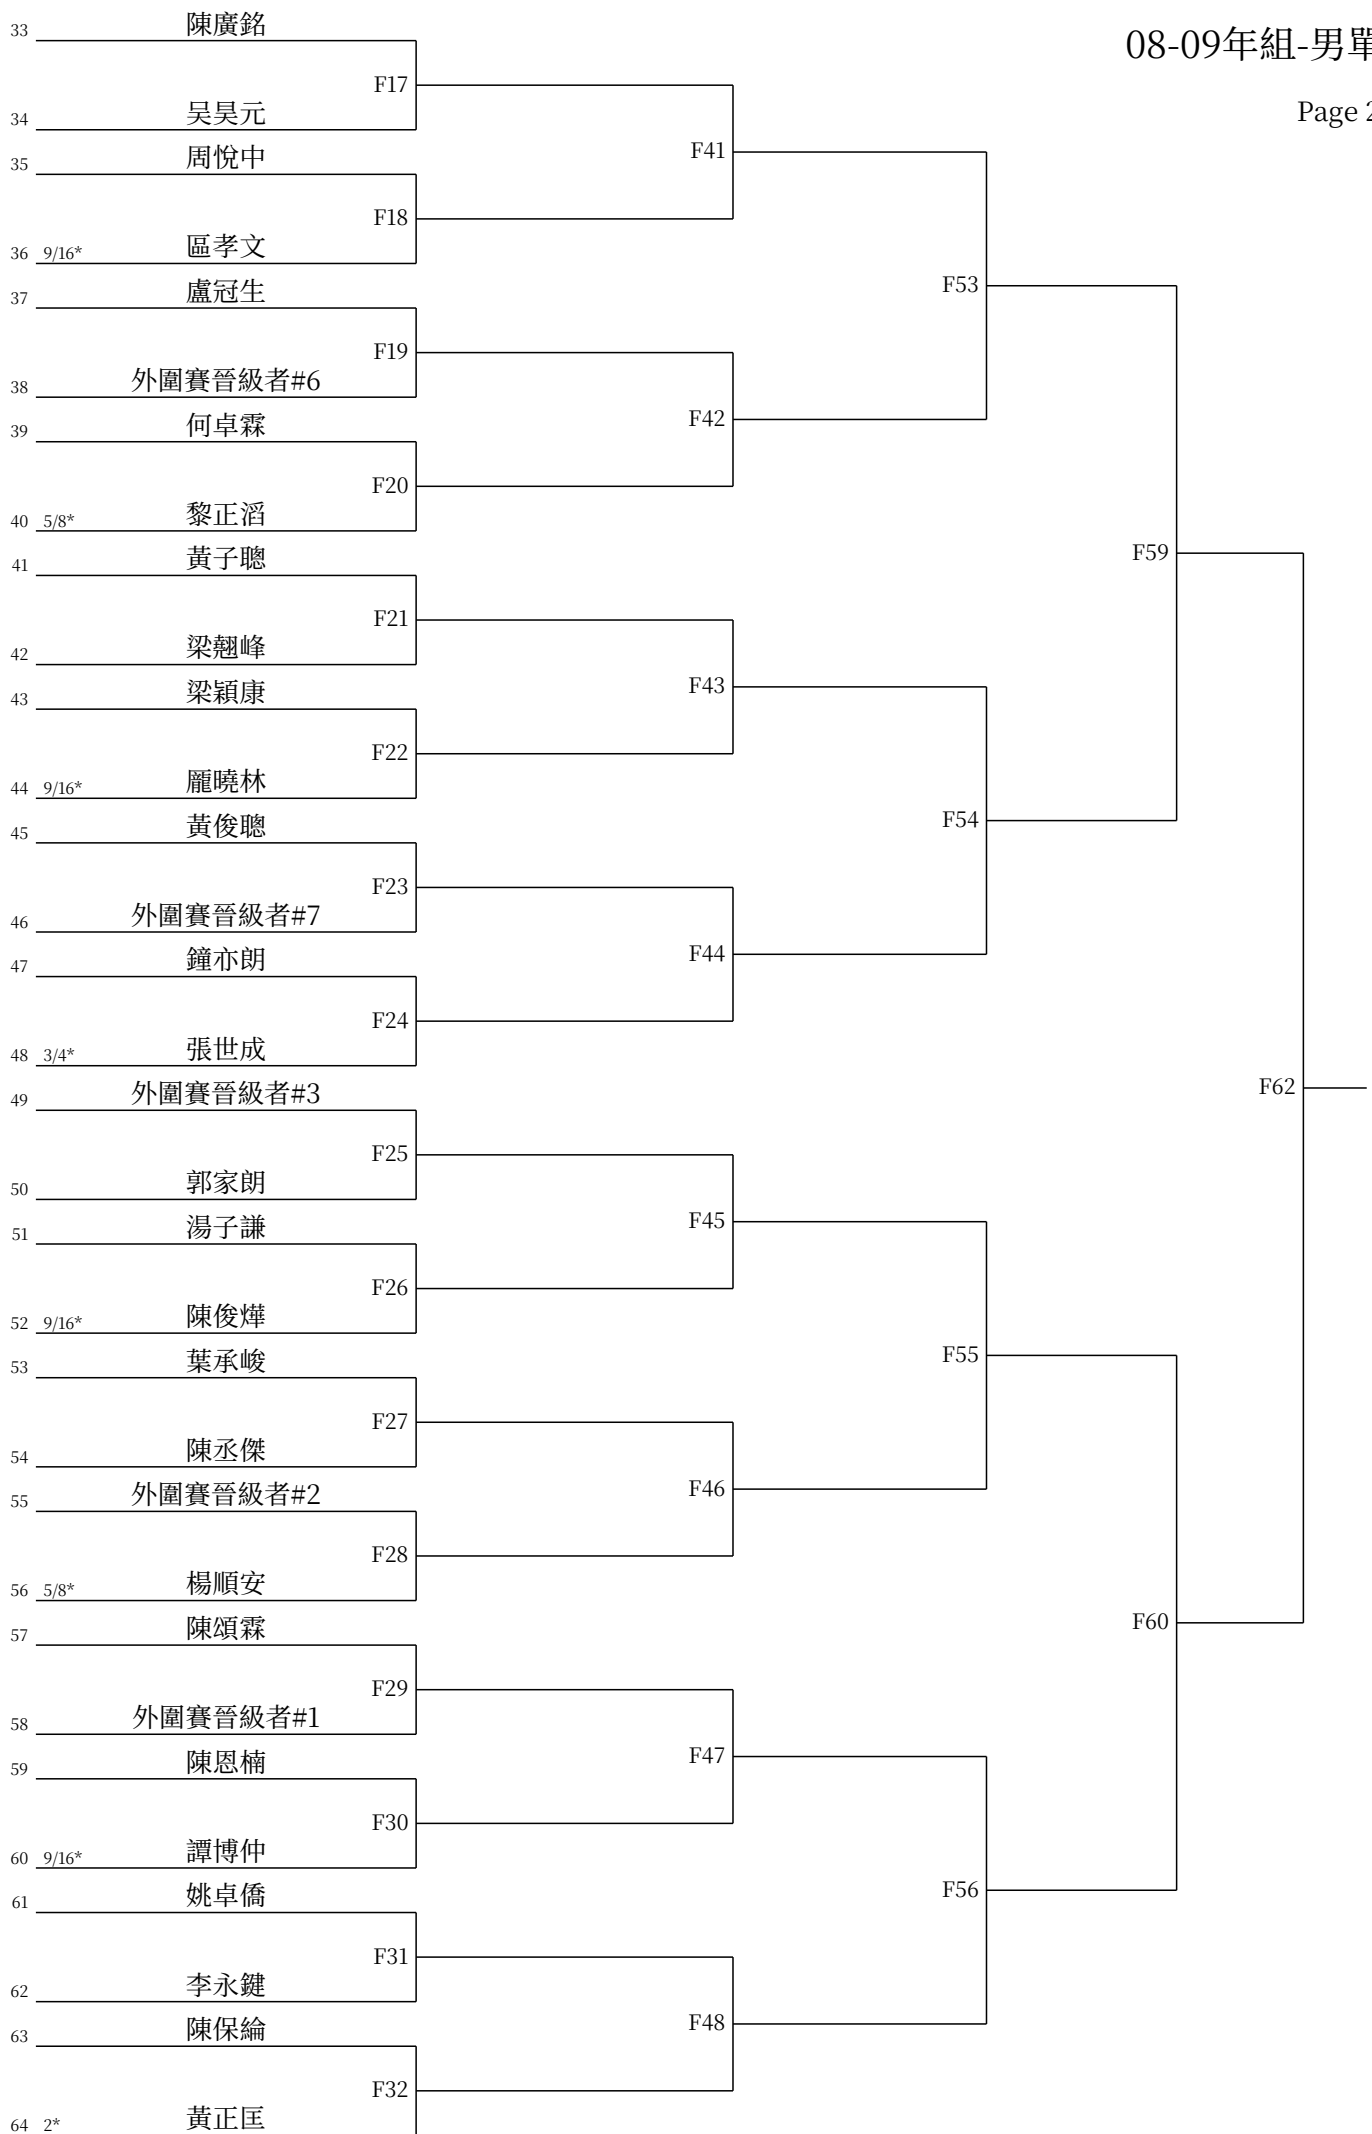 08-09年組-男單
Page 2
33 陳廣銘
F17
34 吴昊元
35 周悅中
F41
F18
36 9/16* 區孝文
37 盧冠生
F53
F19
38 外圍賽晉級者#6
39 何卓霖
F42
F20
40 5/8* 黎正滔
41 黃子聰
F59
F21
42 梁翹峰
43 梁穎康
F43
F22
44 9/16* 龎曉林
45 黃俊聰
F54
F23
46 外圍賽晉級者#7
47 鐘亦朗
F44
F24
48 3/4* 張世成
49 外圍賽晉級者#3
F62
F25
50 郭家朗
51 湯子謙
F45
F26
52 9/16* 陳俊燁
53 葉承峻
F55
F27
54 陳丞傑
55 外圍賽晉級者#2
F46
F28
56 5/8* 楊順安
57 陳頌霖
F60
F29
58 外圍賽晉級者#1
59 陳恩楠
F47
F30
60 9/16* 譚博仲
61 姚卓僑
F56
F31
62 李永鍵
63 陳保綸
F48
F32
64 2* 黃正匡